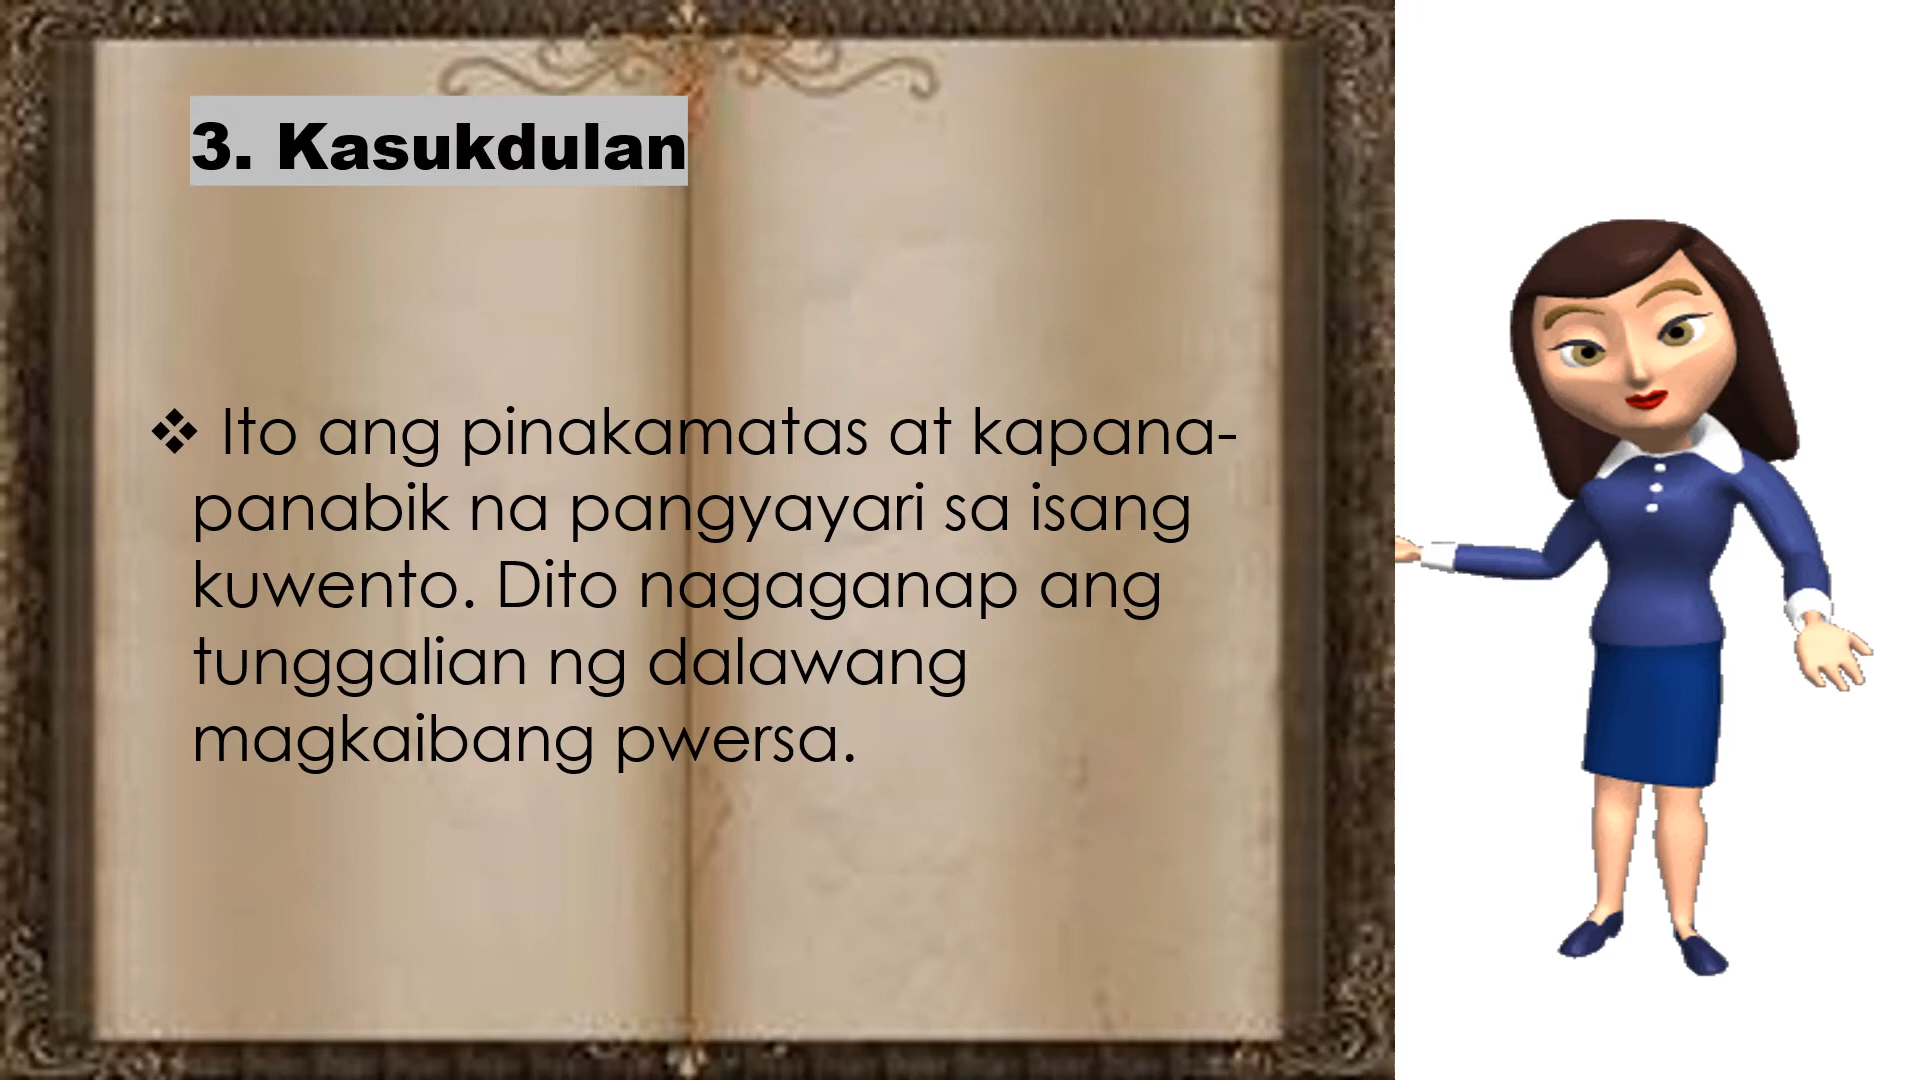 3. Kasukdulan
❖ Ito ang pinakamatas at kapana-
panabik na pangyayari sa isang
kuwento. Dito nagaganap ang
tunggalian ng dalawang
magkaibang pwersa.